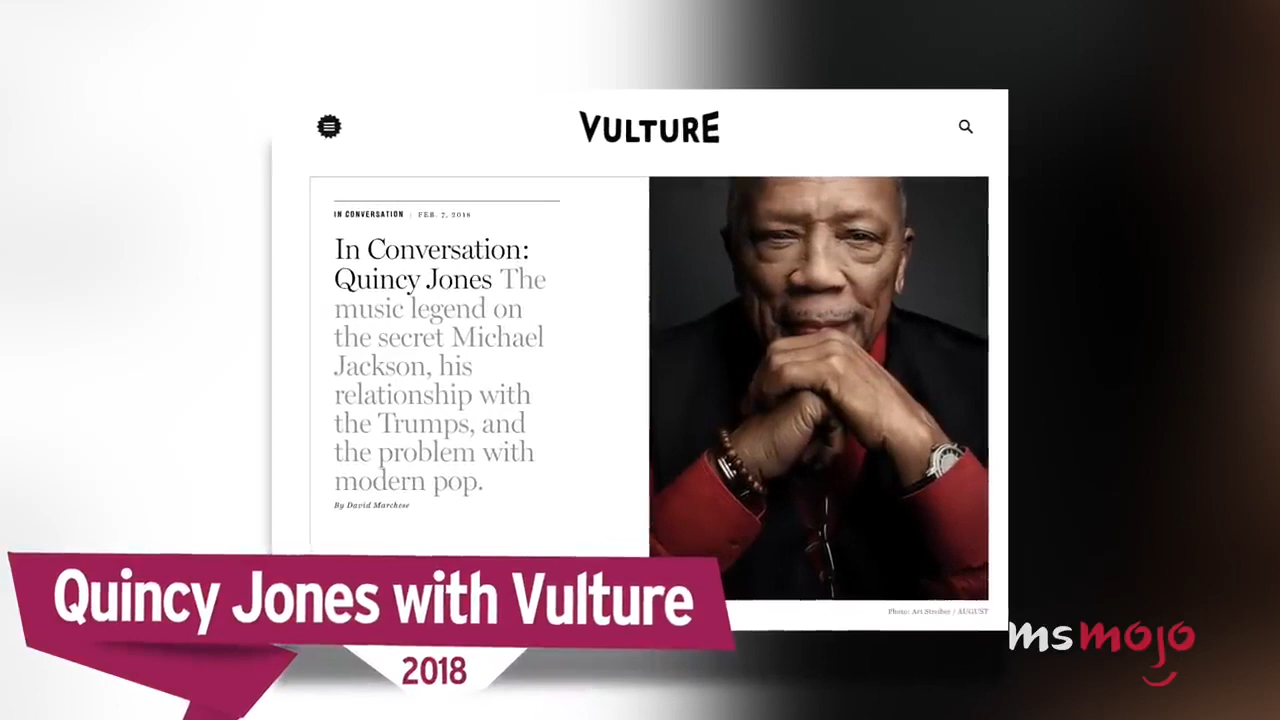 VULTURE
IN CONVERSATION | FEB. 7, 2018
In Conversation:
Quincy Jones The
music legend on
the secret Michael
Jackson, his
relationship with
the Trumps, and
the problem with
modern pop.
By David Marchese
Photo: Art Streiber / AUGUST
Quincy Jones with Vulture
2018
msmojo